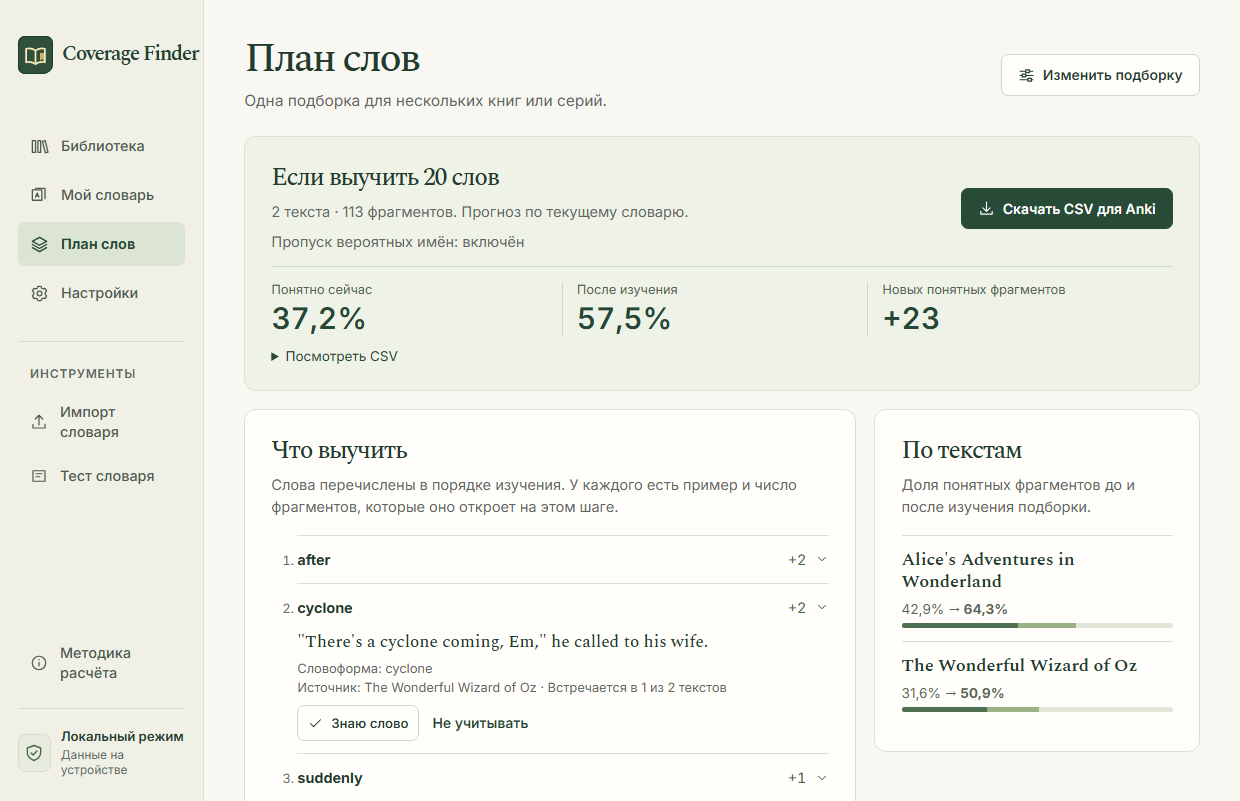 Coverage Finder
Библиотека
Мой словарь
План слов
Настройки
ИНСТРУМЕНТЫ
Импорт
словаря
Тест словаря
Методика
расчёта
Локальный режим
Данные на
устройстве
План слов
Одна подборка для нескольких книг или серий.
Изменить подборку
Если выучить 20 слов
2 текста · 113 фрагментов. Прогноз по текущему словарю.
Пропуск вероятных имён: включён
Скачать CSV для Anki
Понятно сейчас
37,2%
После изучения
57,5%
Новых понятных фрагментов
+23
Посмотреть CSV
Что выучить
Слова перечислены в порядке изучения. У каждого есть пример и число
фрагментов, которые оно откроет на этом шаге.
1. after +2
2. cyclone +2
"There's a cyclone coming, Em," he called to his wife.
Словоформа: cyclone
Источник: The Wonderful Wizard of Oz · Встречается в 1 из 2 текстов
Знаю слово Не учитывать
3. suddenly +1
По текстам
Доля понятных фрагментов до и
после изучения подборки.
Alice's Adventures in
Wonderland
42,9% → 64,3%
The Wonderful Wizard of Oz
31,6% → 50,9%